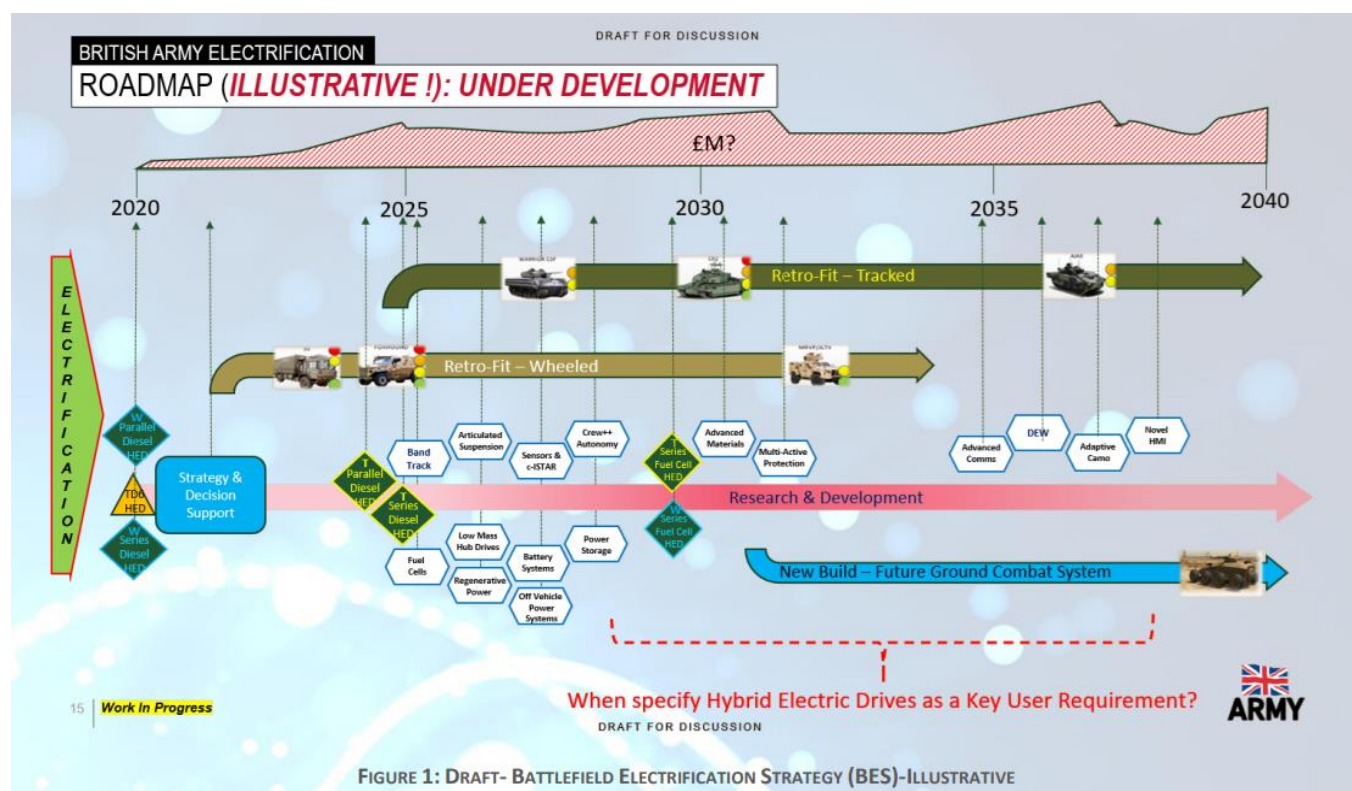 DRAFT FOR DISCUSSION
BRITISH ARMY ELECTRIFICATION
ROADMAP (ILLUSTRATIVE !): UNDER DEVELOPMENT
£M?
2020
2025
2030
2035
2040
ELECTRIFICATION
WARRIOR CSP
Retro-Fit – Tracked
AJAX
FOXHOUND
Retro-Fit – Wheeled
W
Parallel
Diesel
HED
TD6
HED
W
Series
Diesel
HED
Strategy &
Decision
Support
T
Parallel
Diesel
HED
T
Series
Diesel
HED
Band
Track
Fuel
Cells
Articulated
Suspension
Low Mass
Hub Drives
Regenerative
Power
Sensors &
c-ISTAR
Battery
Systems
Off Vehicle
Power
Systems
Crew++
Autonomy
Power
Storage
T
Series
Fuel Cell
HED
W
Series
Fuel Cell
HED
Advanced
Materials
Multi-Active
Protection
Advanced
Comms
DEW
Adaptive
Camo
Novel
HMI
Research & Development
New Build – Future Ground Combat System
When specify Hybrid Electric Drives as a Key User Requirement?
15
Work In Progress
DRAFT FOR DISCUSSION
ARMY
FIGURE 1: DRAFT- BATTLEFIELD ELECTRIFICATION STRATEGY (BES)-ILLUSTRATIVE